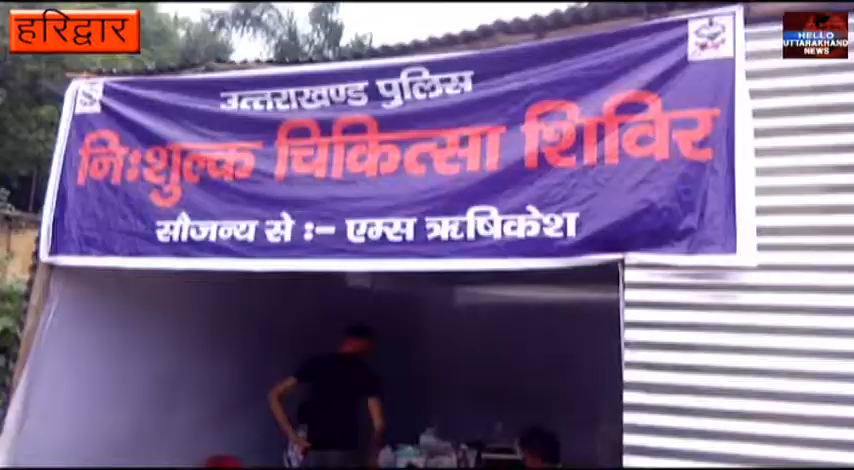 हरिद्वार
HELLO
UTTARAKHAND
NEWS
उत्तराखण्ड पुलिस
निःशुल्क चिकित्सा शिविर
सौजन्य से :- एम्स ऋषिकेश